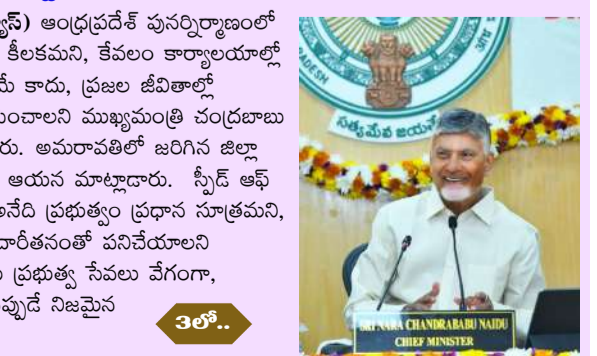 న్యూస్) ఆంధ్రప్రదేశ్ పునర్నిర్మాణంలో
కీలకమని, కేవలం కార్యాలయాల్లో
మే కాదు, ప్రజల జీవితాల్లో
ముఖ్యమంత్రి చంద్రబాబు
రు. అమరావతిలో జరిగిన జిల్లా
ఆయన మాట్లాడారు. స్పీడ్ ఆఫ్
అనేది ప్రభుత్వం ప్రధాన సూత్రమని,
దారీతనంతో పనిచేయాలని
ప్రభుత్వ సేవలు వేగంగా,
ప్పుడే నిజమైన
3లో..
సత్యమేవ జయతే
SRI NARA CHANDRABABU NAIDU
CHIEF MINISTER